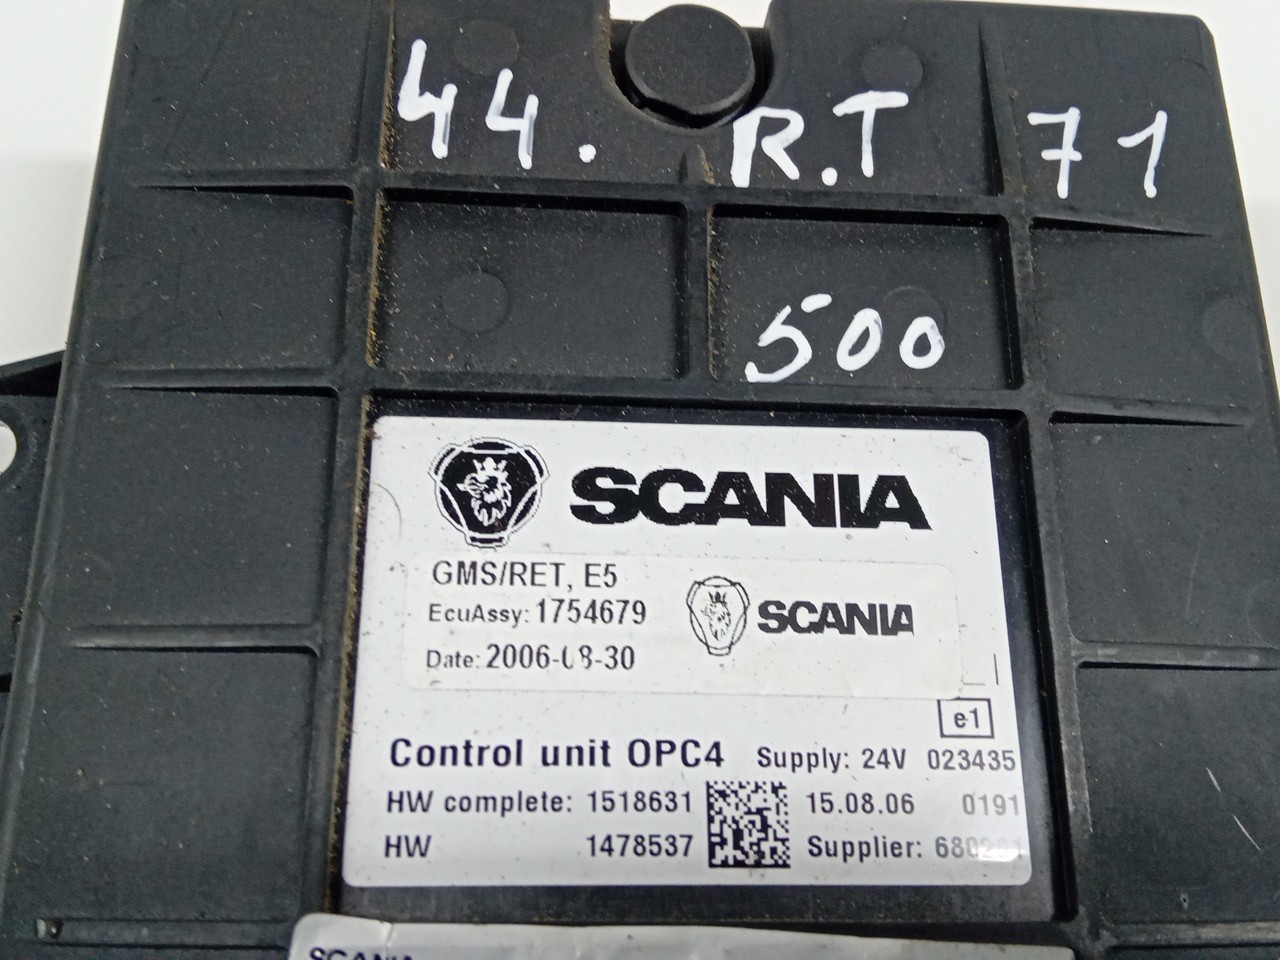 44. R.T 71
500
SCANIA
GMS/RET, E5
EcuAssy: 1754679
SCANIA
Date: 2006-08-30
e1
Control unit OPC4 Supply: 24V 023435
HW complete: 1518631 15.08.06 0191
HW 1478537 Supplier:
SCANIA